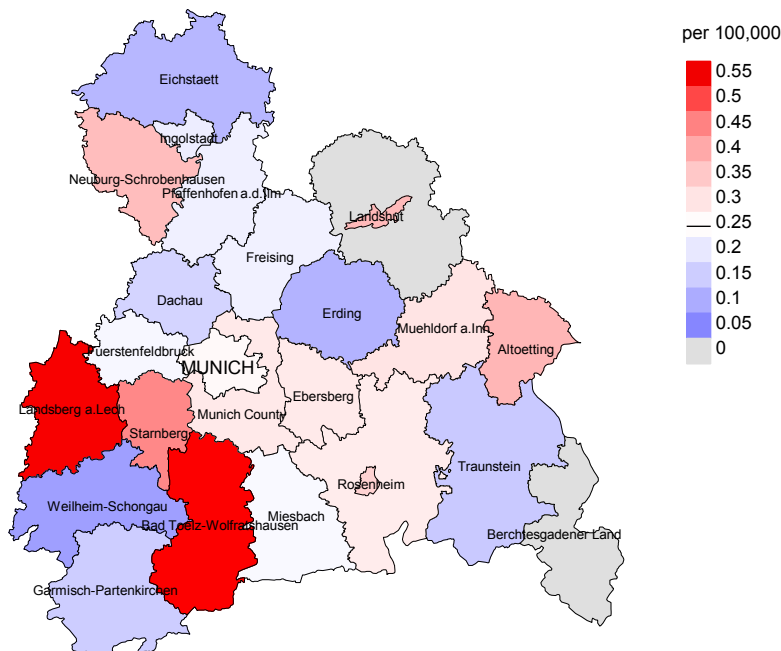 per 100,000
0.55
0.5
0.45
0.4
0.35
0.3
0.25
0.2
0.15
0.1
0.05
0
Eichstaett
Ingolstadt
Neuburg-Schrobenhausen
Pfaffenhofen a.d.Ilm
Landshut
Freising
Dachau
Erding
Muehldorf a.Inn
Altoetting
Fuerstenfeldbruck
MUNICH
Ebersberg
Landsberg a.Lech
Munich County
Starnberg
Traunstein
Rosenheim
Weilheim-Schongau
Miesbach
Bad Toelz-Wolfratshausen
Berchtesgadener Land
Garmisch-Partenkirchen